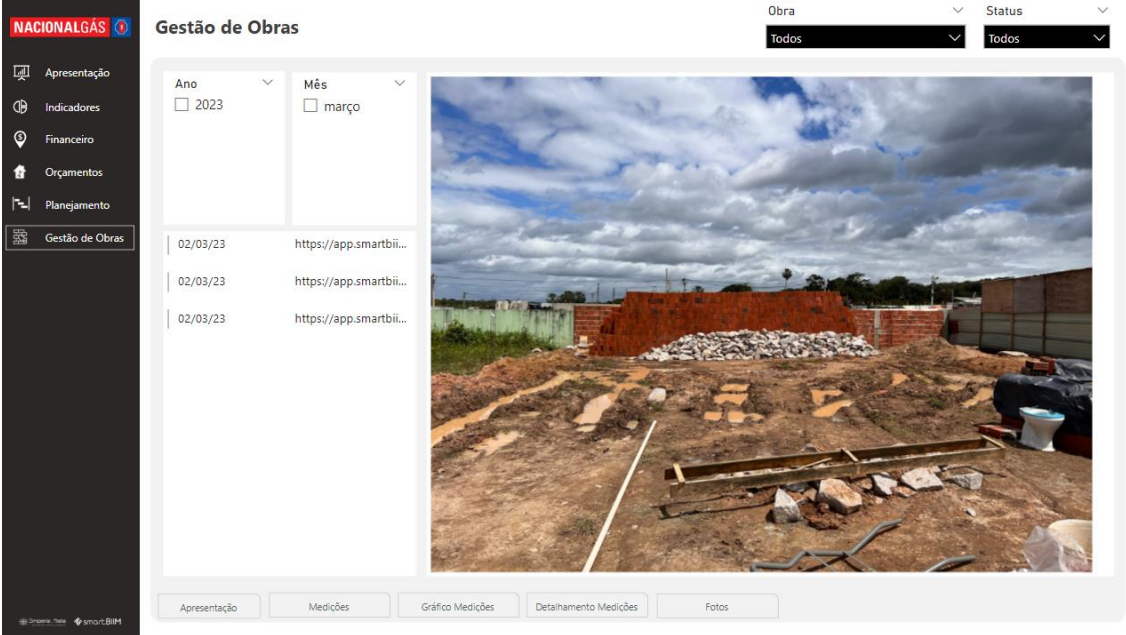 NACIONALGÁS
Gestão de Obras
Obra
Todos
Status
Todos
Apresentação
Indicadores
Financeiro
Orçamentos
Planejamento
Gestão de Obras
Ano
2023
Mês
março
02/03/23 https://app.smartbii...
02/03/23 https://app.smartbii...
02/03/23 https://app.smartbii...
Apresentação
Medições
Gráfico Medições
Detalhamento Medições
Fotos
smartBIIM